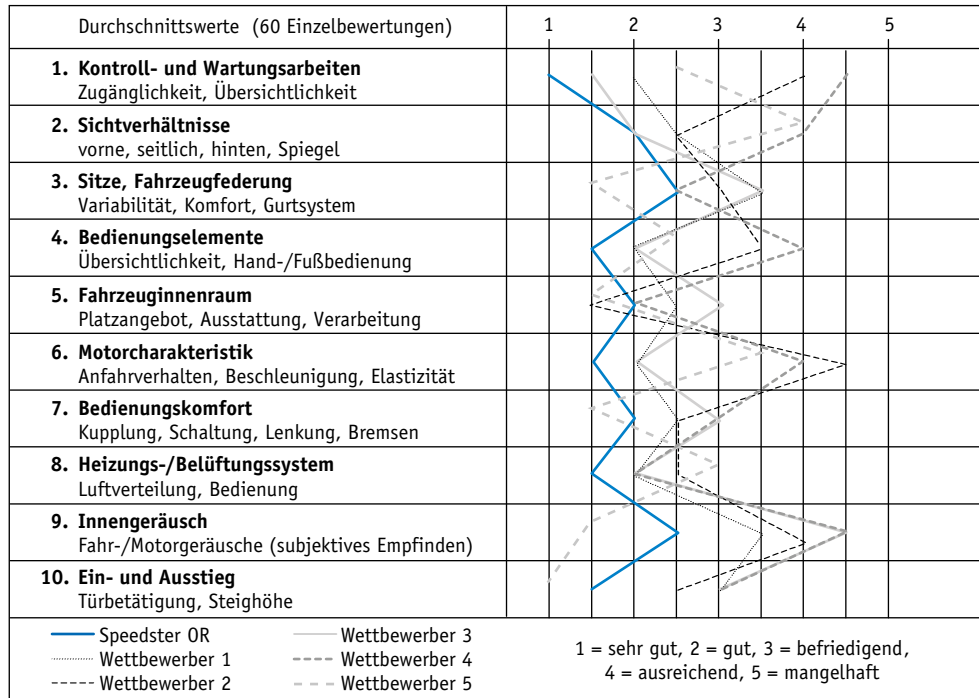 Durchschnittswerte (60 Einzelbewertungen) 1 2 3 4 5
1. Kontroll- und Wartungsarbeiten
Zugänglichkeit, Übersichtlichkeit
2. Sichtverhältnisse
vorne, seitlich, hinten, Spiegel
3. Sitze, Fahrzeugfederung
Variabilität, Komfort, Gurtsystem
4. Bedienungselemente
Übersichtlichkeit, Hand-/Fußbedienung
5. Fahrzeuginnenraum
Platzangebot, Ausstattung, Verarbeitung
6. Motorcharakteristik
Anfahrverhalten, Beschleunigung, Elastizität
7. Bedienungskomfort
Kupplung, Schaltung, Lenkung, Bremsen
8. Heizungs-/Belüftungssystem
Luftverteilung, Bedienung
9. Innengeräusch
Fahr-/Motorgeräusche (subjektives Empfinden)
10. Ein- und Ausstieg
Türbetätigung, Steighöhe
Speedster OR
Wettbewerber 1
Wettbewerber 2
Wettbewerber 3
Wettbewerber 4
Wettbewerber 5
1 = sehr gut, 2 = gut, 3 = befriedigend,
4 = ausreichend, 5 = mangelhaft